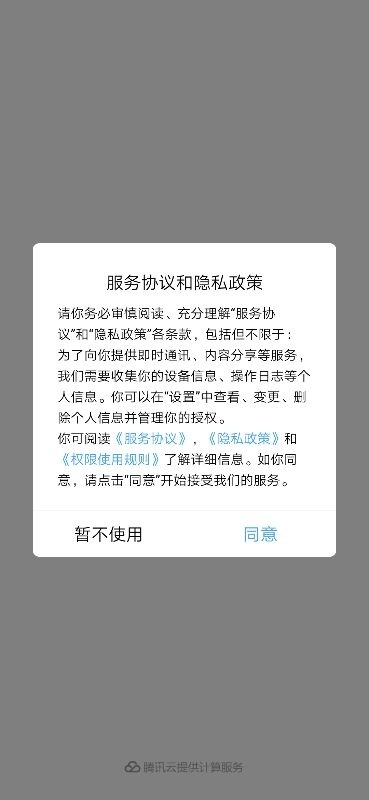 服务协议和隐私政策
请你务必审慎阅读、充分理解“服务协
议”和“隐私政策”各条款，包括但不限于：
为了向你提供即时通讯、内容分享等服务，
我们需要收集你的设备信息、操作日志等个
人信息。你可以在“设置”中查看、变更、删
除个人信息并管理你的授权。
你可阅读《服务协议》，《隐私政策》和
《权限使用规则》了解详细信息。如你同
意，请点击“同意”开始接受我们的服务。
暂不使用 同意
腾讯云提供计算服务